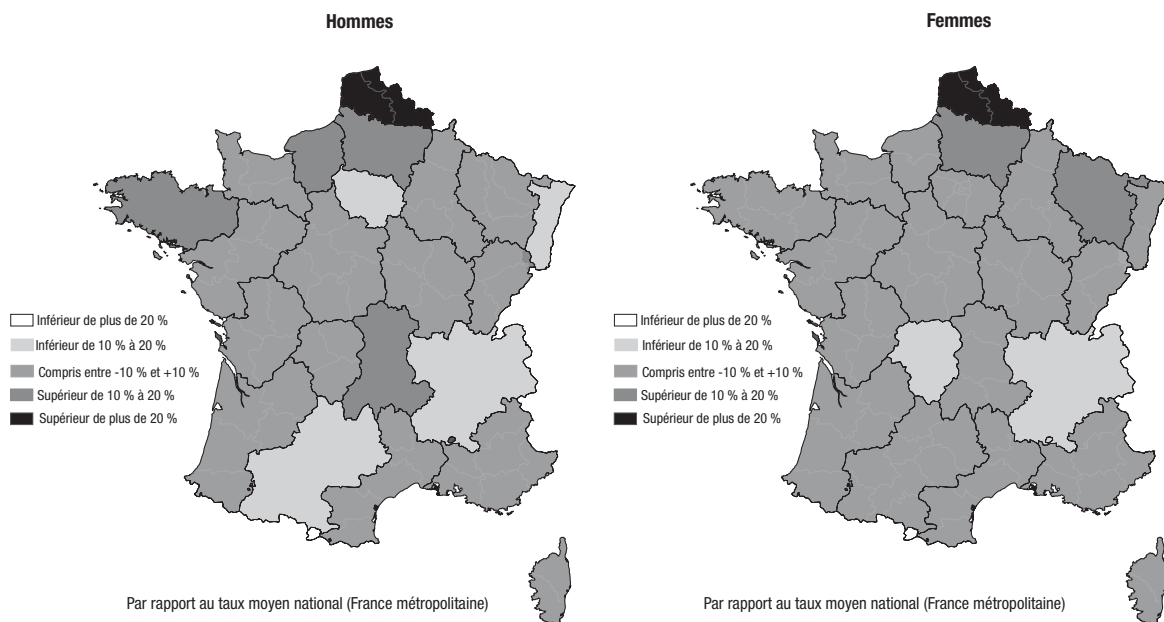 Hommes
Femmes
Inférieur de plus de 20 %
Inférieur de 10 % à 20 %
Compris entre -10 % et +10 %
Supérieur de 10 % à 20 %
Supérieur de plus de 20 %
Inférieur de plus de 20 %
Inférieur de 10 % à 20 %
Compris entre -10 % et +10 %
Supérieur de 10 % à 20 %
Supérieur de plus de 20 %
Par rapport au taux moyen national (France métropolitaine)
Par rapport au taux moyen national (France métropolitaine)